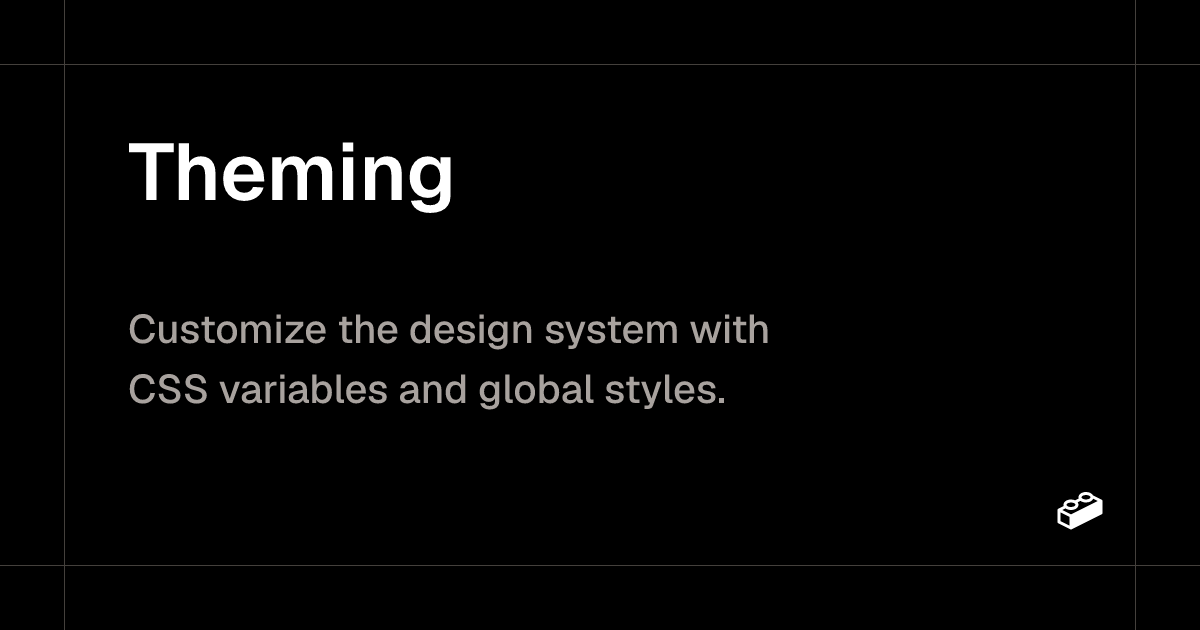 Theming
Customize the design system with
CSS variables and global styles.